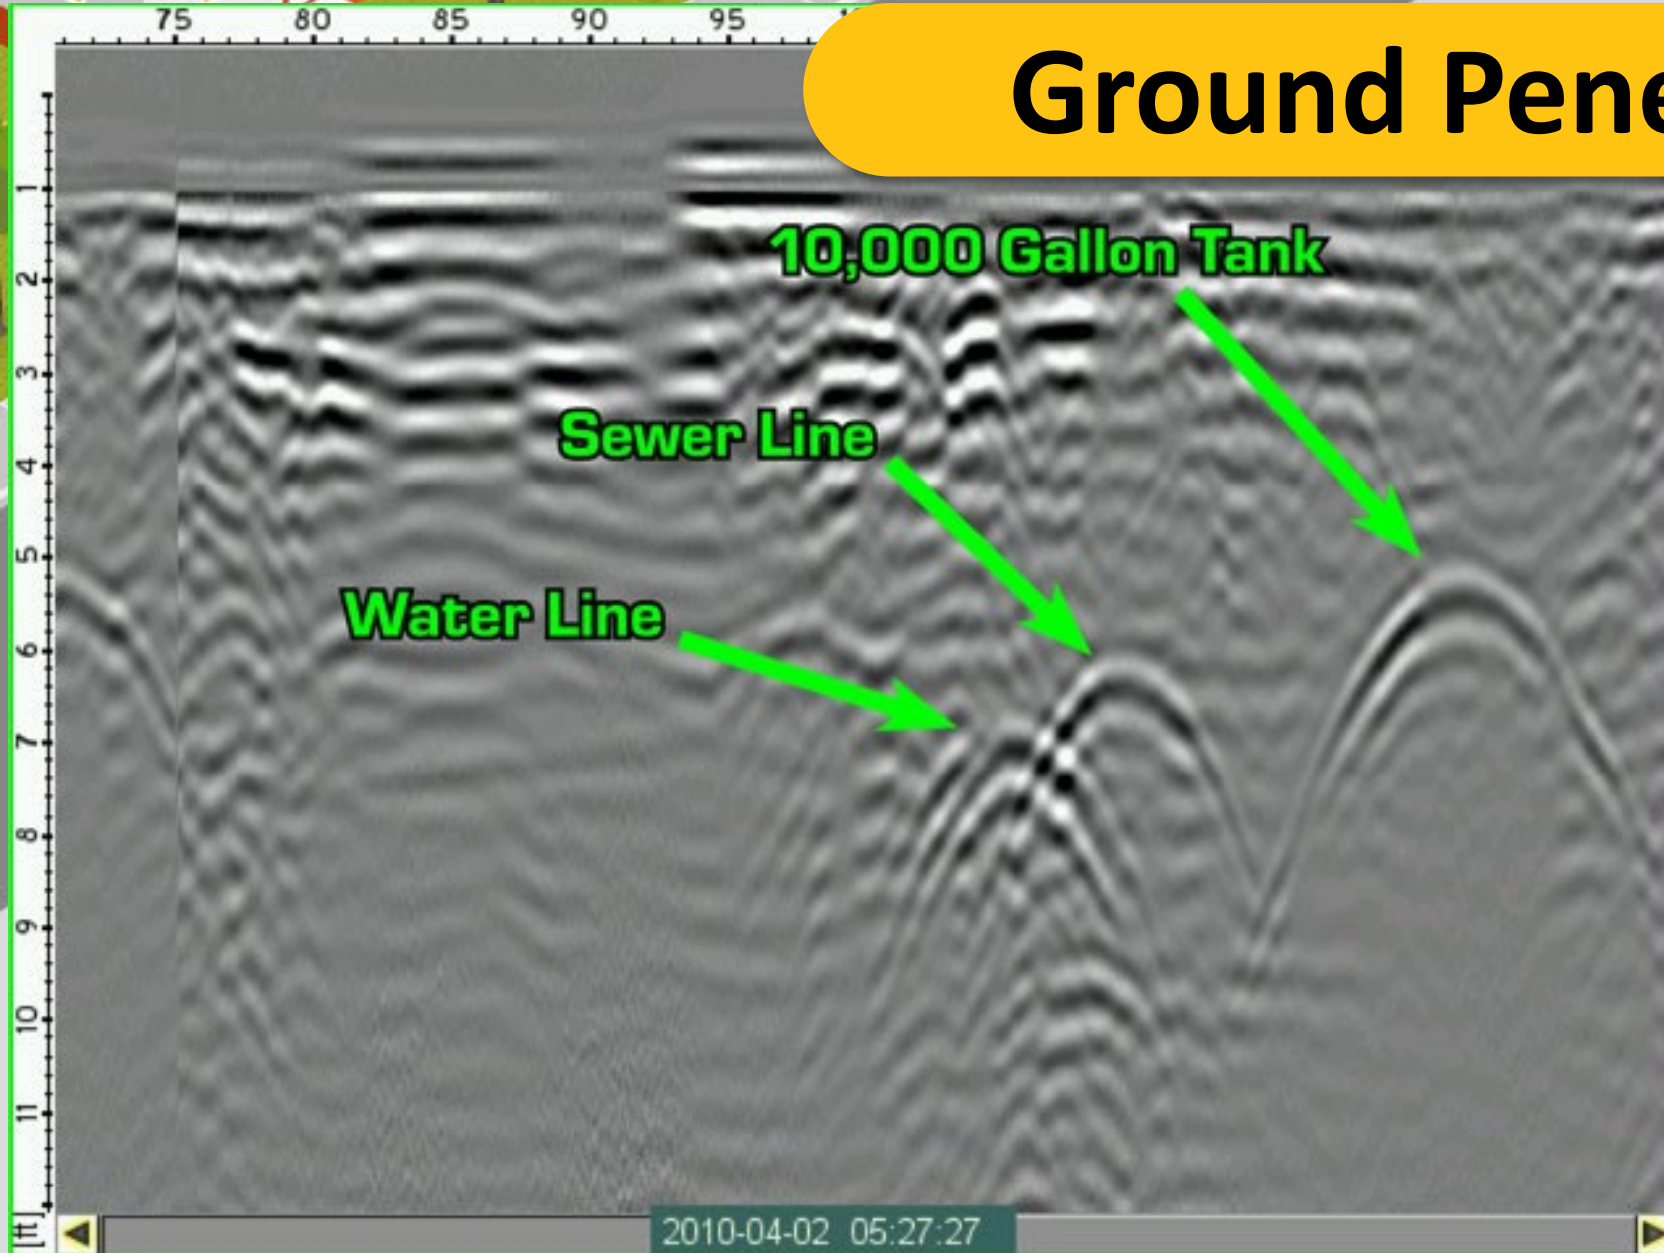 75 80 85 90 95
Ground Pene
1
10,000 Gallon Tank
2
3
Sewer Line
4
5
Water Line
6
7
8
9
10
11
[ft]
2010-04-02 05:27:27